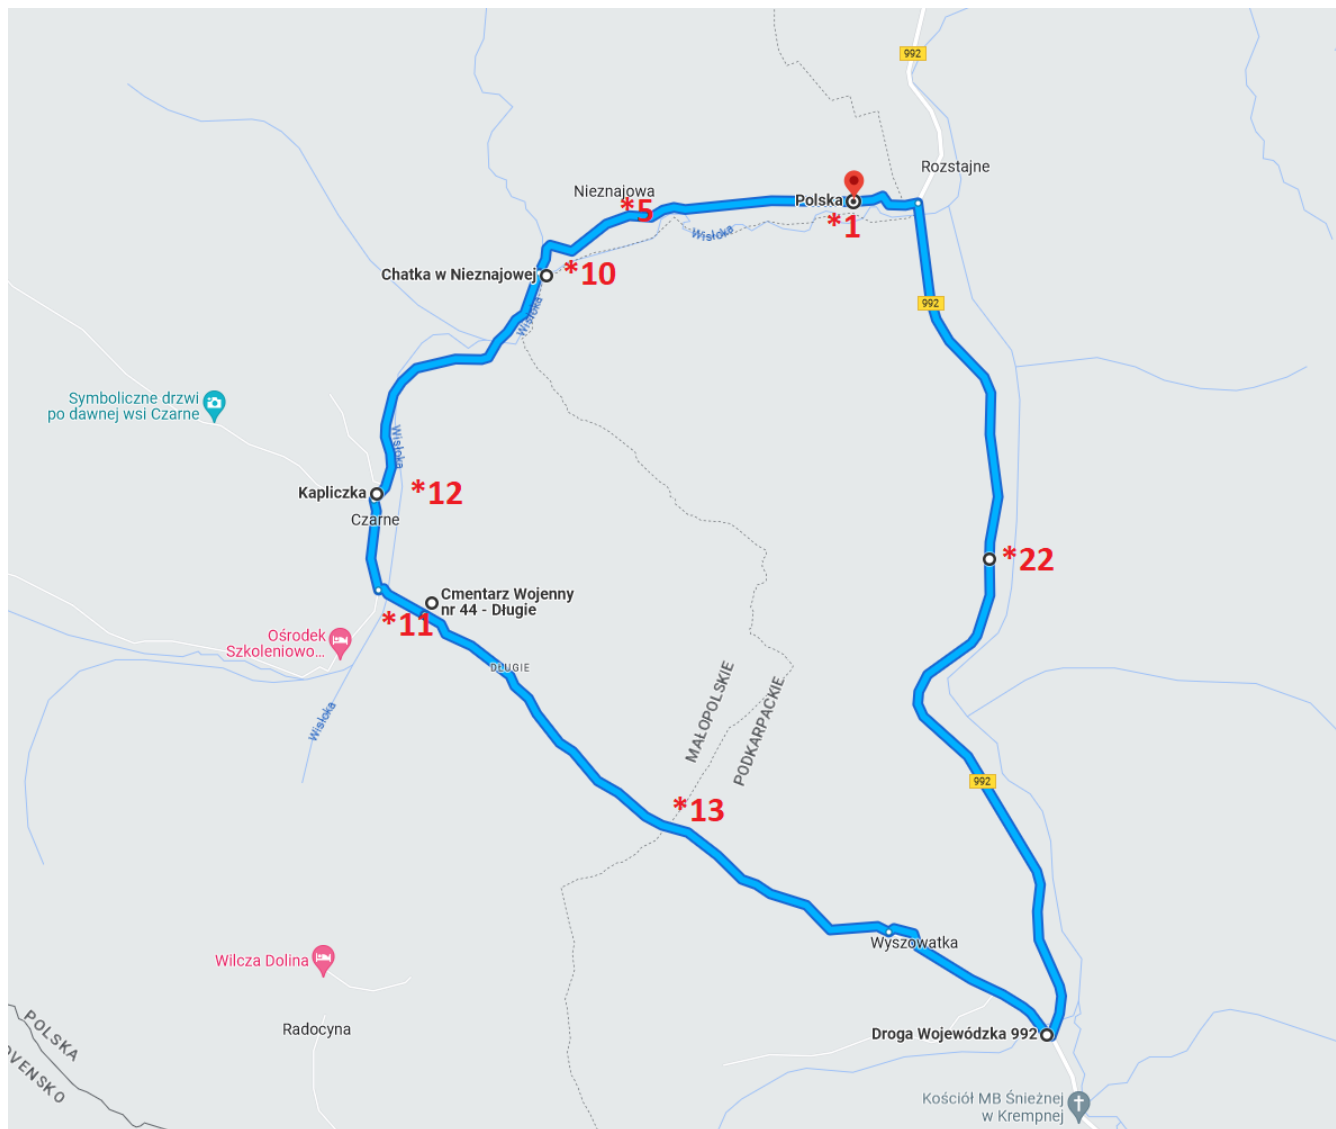 992
Rozstajne
Nieznajowa
*5
Polska
*1
Wisłoka
Chatka w Nieznajowej
*10
992
Wisłoka
Symboliczne drzwi
po dawnej wsi Czarne
Wisłoka
Kapliczka
*12
Czarne
*22
Cmentarz Wojenny
nr 44 - Długie
*11
Ośrodek
Szkoleniowo...
DŁUGIE
MAŁOPOLSKIE
PODKARPACKIE
Wisłoka
992
*13
Wyszowatka
Wilcza Dolina
Radocyna
POLSKA
OVENSKO
Droga Wojewódzka 992
Kościół MB Śnieżnej
w Krempnej